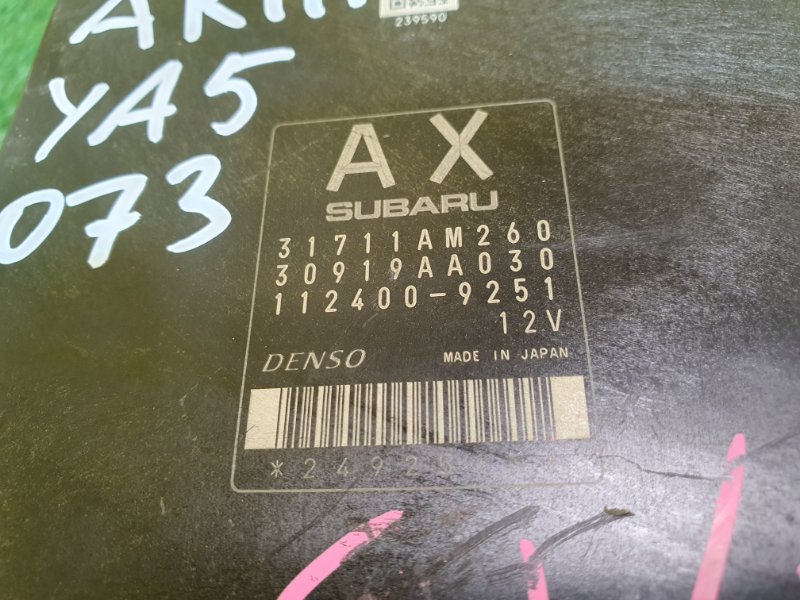 239590
YA5
073
AX
SUBARU
31711AM260
30919AA030
112400-9251
12V
DENSO
MADE IN JAPAN